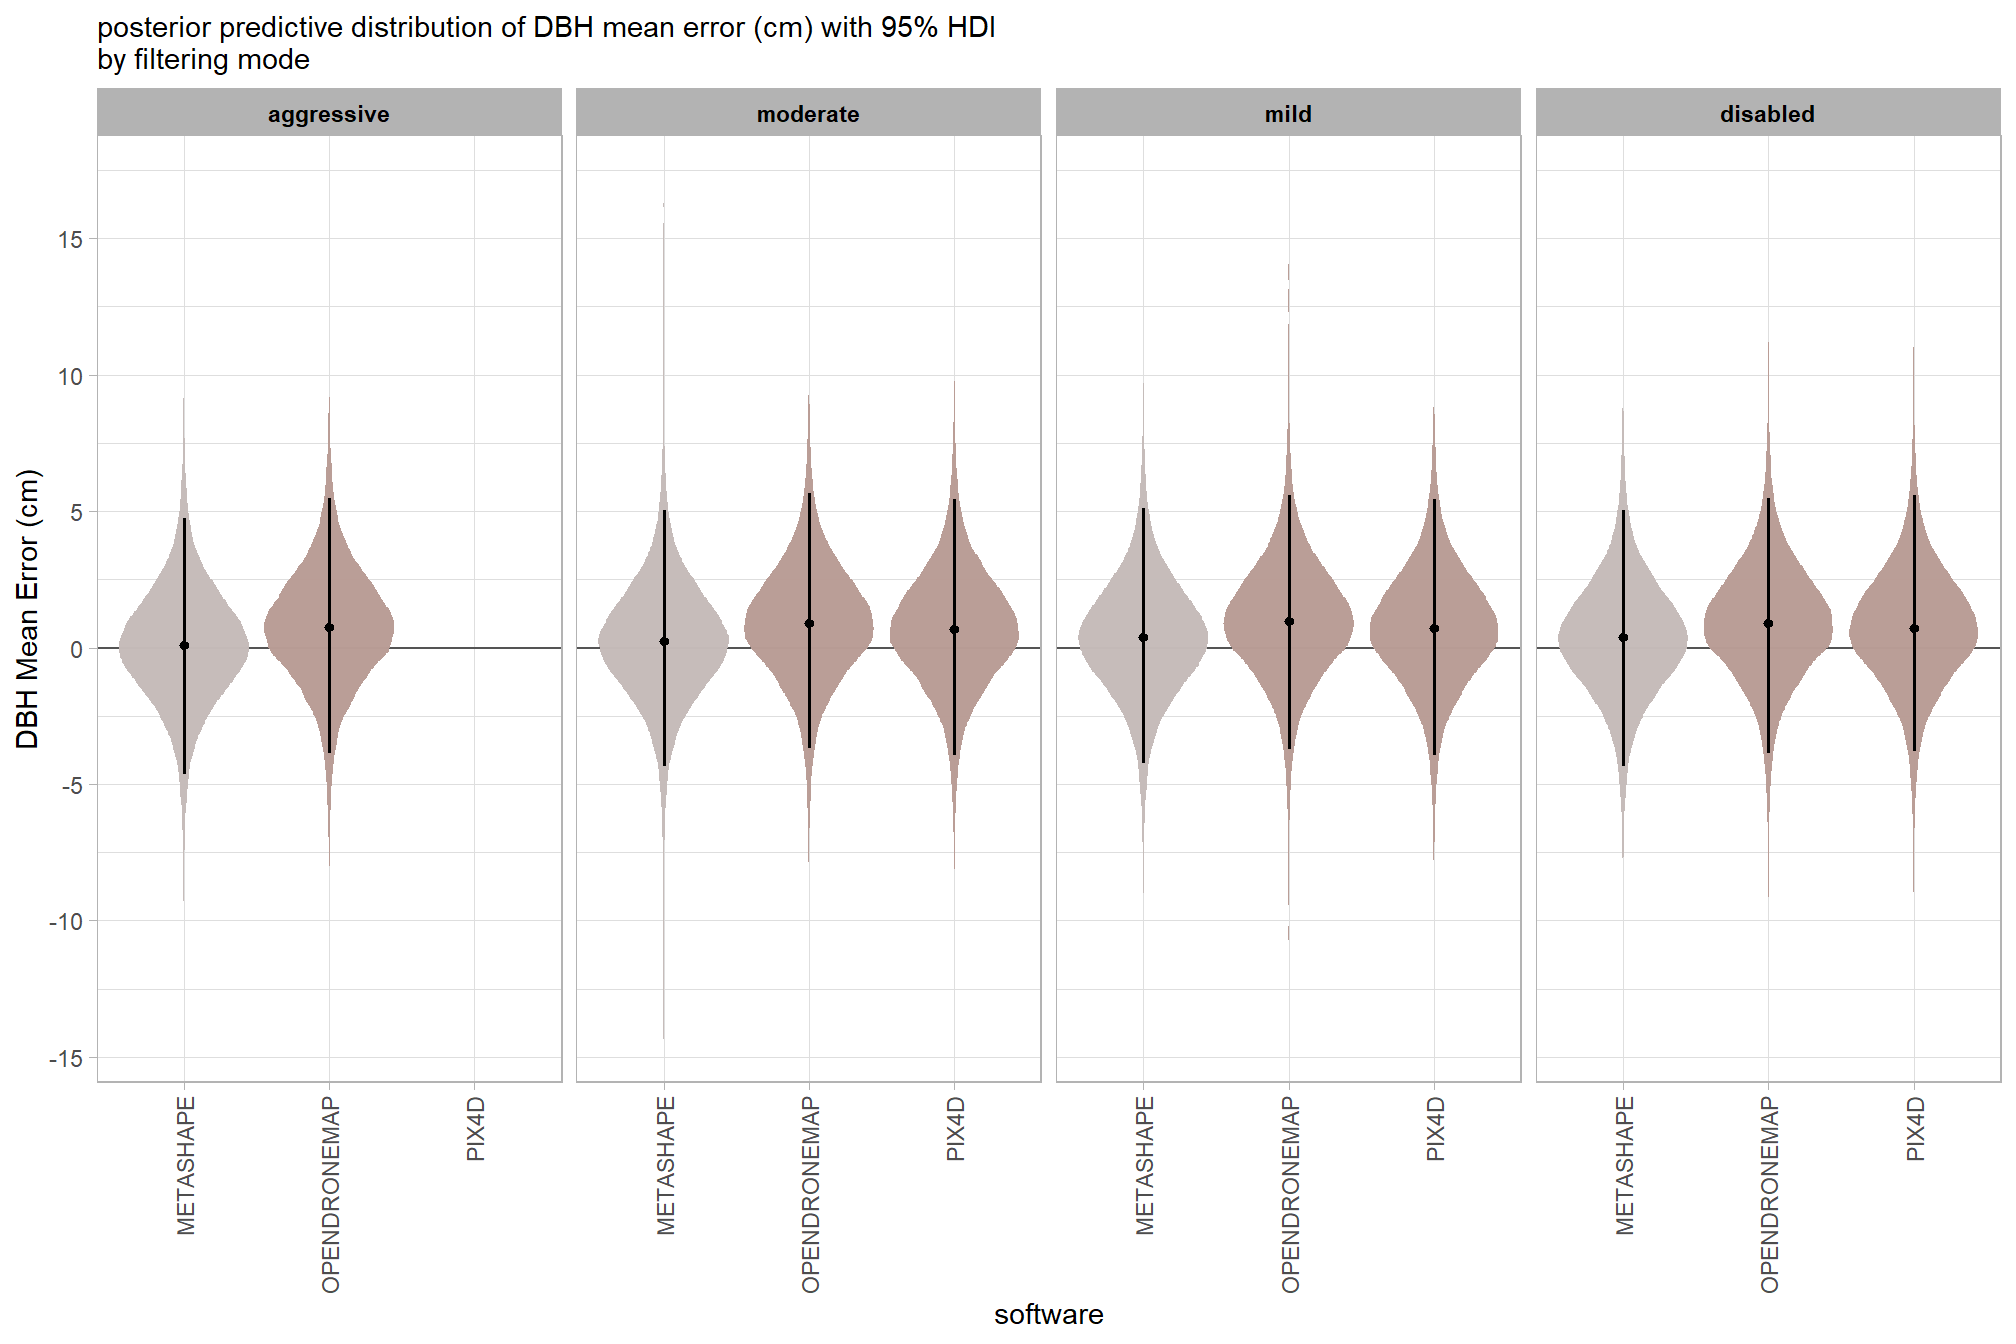 posterior predictive distribution of DBH mean error (cm) with 95% HDI
by filtering mode
aggressive
moderate
mild
disabled
DBH Mean Error (cm)
15
10
5
0
-5
-10
-15
METASHAPE
OPENDRONEMAP
PIX4D
METASHAPE
OPENDRONEMAP
PIX4D
METASHAPE
OPENDRONEMAP
PIX4D
METASHAPE
OPENDRONEMAP
PIX4D
software